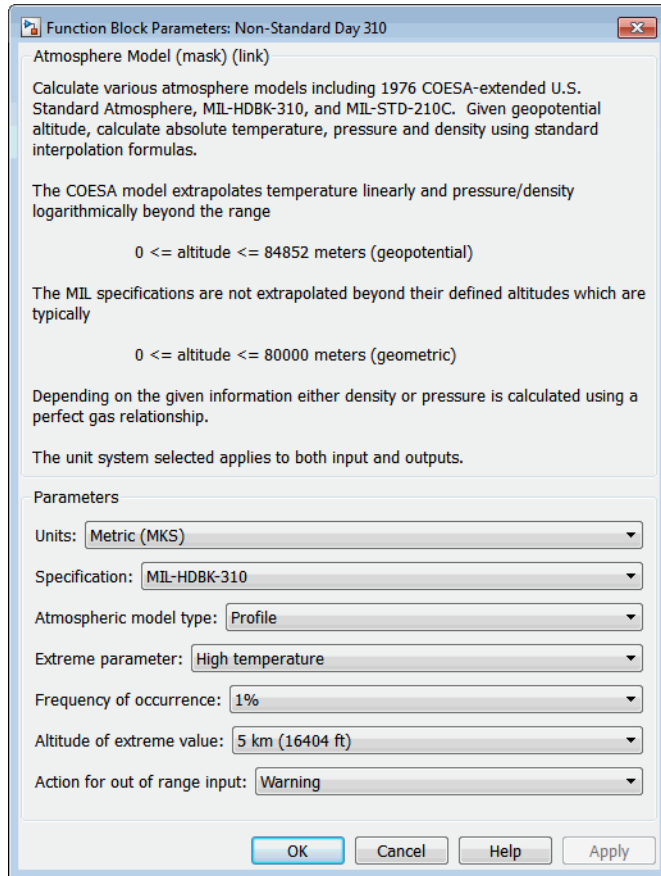 Function Block Parameters: Non-Standard Day 310
Atmosphere Model (mask) (link)
Calculate various atmosphere models including 1976 COESA-extended U.S.
Standard Atmosphere, MIL-HDBK-310, and MIL-STD-210C.  Given geopotential
altitude, calculate absolute temperature, pressure and density using standard
interpolation formulas.
The COESA model extrapolates temperature linearly and pressure/density
logarithmically beyond the range
0 <= altitude <= 84852 meters (geopotential)
The MIL specifications are not extrapolated beyond their defined altitudes which are
typically
0 <= altitude <= 80000 meters (geometric)
Depending on the given information either density or pressure is calculated using a
perfect gas relationship.
The unit system selected applies to both input and outputs.
Parameters
Units: Metric (MKS)
Specification: MIL-HDBK-310
Atmospheric model type: Profile
Extreme parameter: High temperature
Frequency of occurrence: 1%
Altitude of extreme value: 5 km (16404 ft)
Action for out of range input: Warning
OK Cancel Help Apply